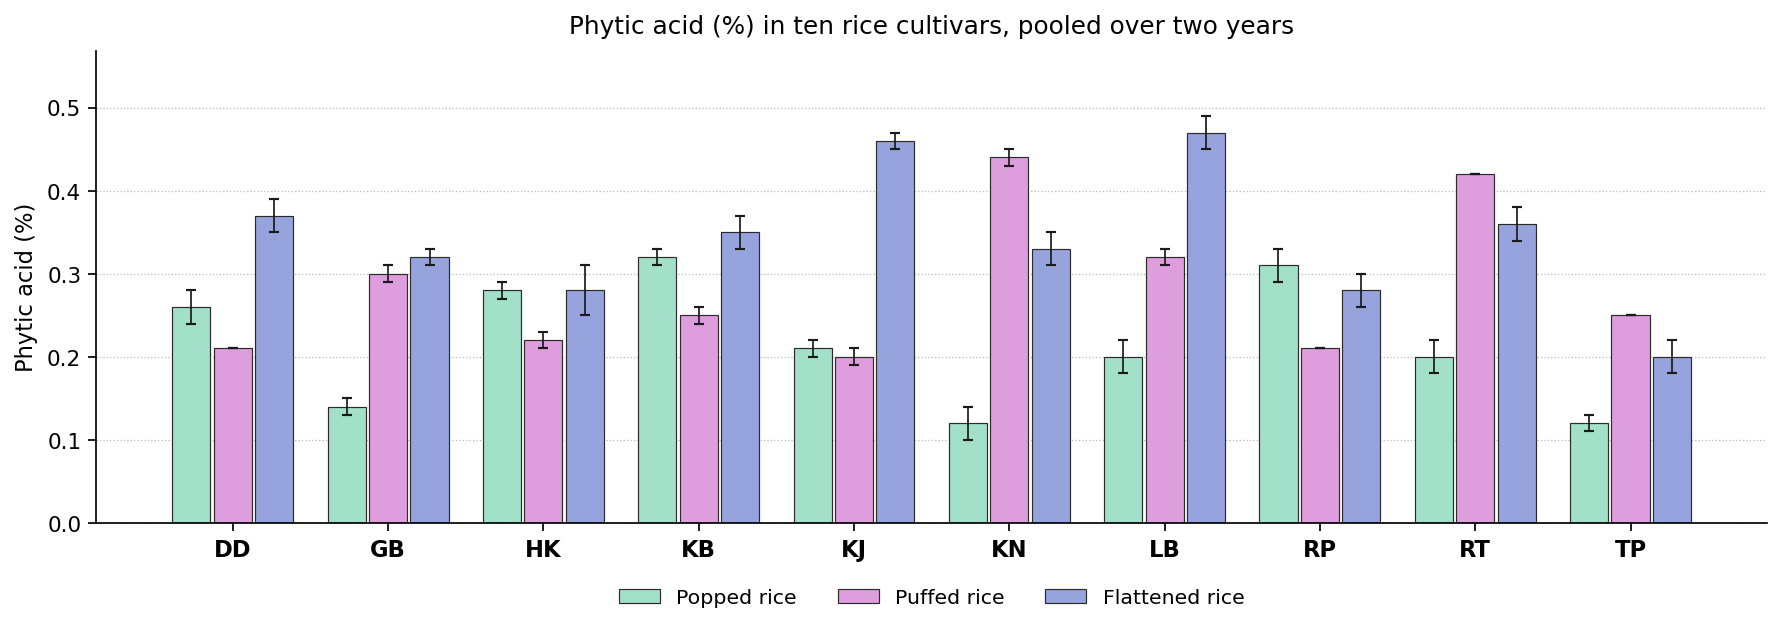 Phytic acid (%) in ten rice cultivars, pooled over two years
Phytic acid (%)
0.5
0.4
0.3
0.2
0.1
0.0
DD GB HK KB KJ KN LB RP RT TP
Popped rice Puffed rice Flattened rice